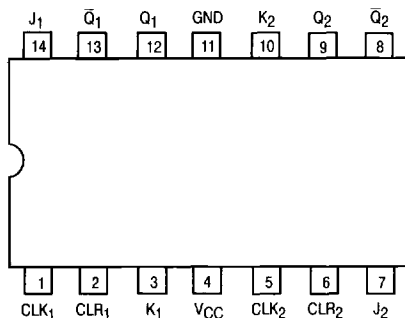 J₁ Q̅₁ Q₁ GND K₂ Q₂ Q̅₂
14 13 12 11 10 9 8
1 2 3 4 5 6 7
CLK₁ CLR₁ K₁ V_CC CLK₂ CLR₂ J₂